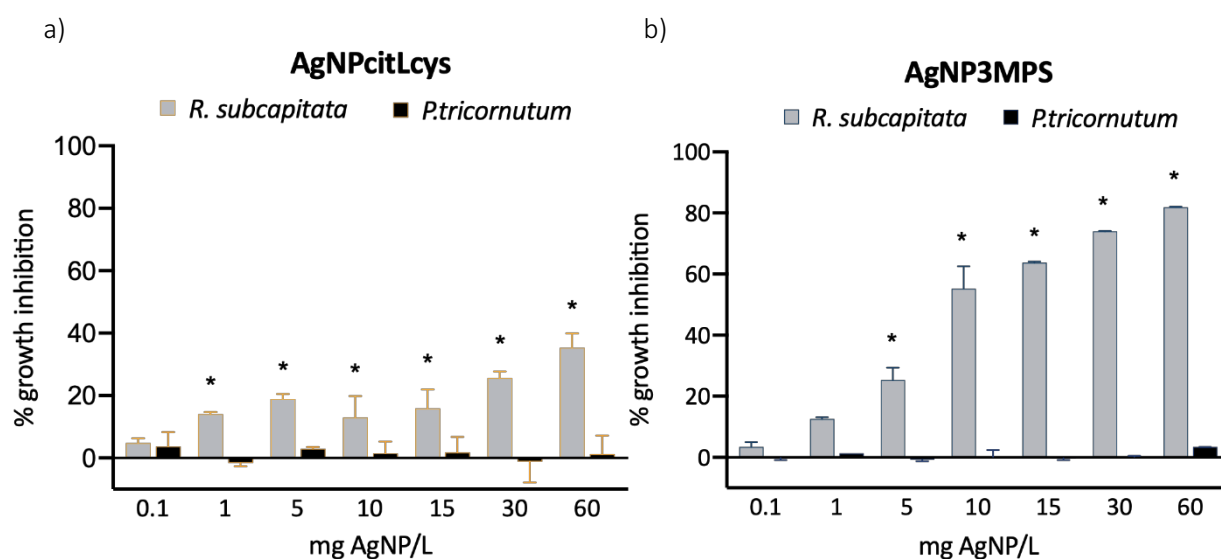 a)
AgNPcitLcys
R. subcapitata
P.tricornutum
% growth inhibition
100
80
60
40
20
0
* * * * * *
0.1 1 5 10 15 30 60
mg AgNP/L
b)
AgNP3MPS
R. subcapitata
P.tricornutum
% growth inhibition
100
80
60
40
20
0
* * * * *
0.1 1 5 10 15 30 60
mg AgNP/L